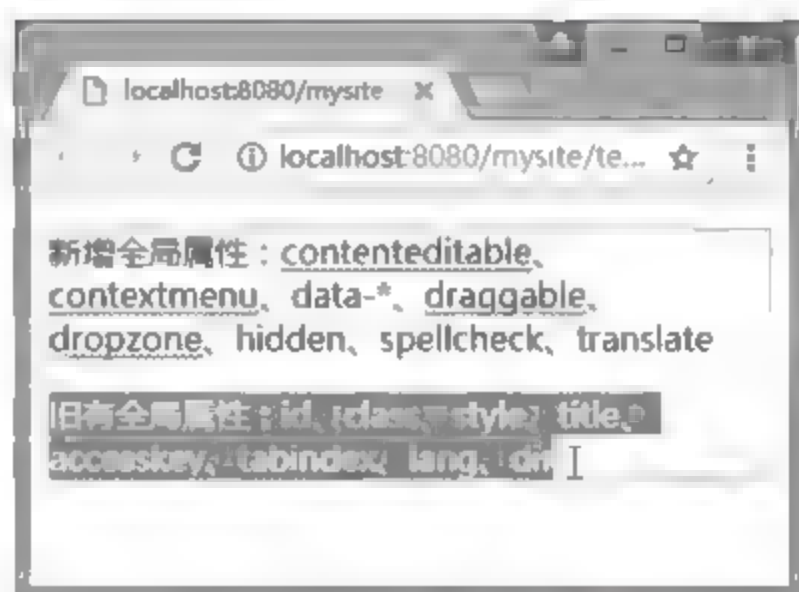 localhost:8080/mysite
localhost:8080/mysite/te...
新增全局属性：contenteditable、
contextmenu、data-*、draggable、
dropzone、hidden、spellcheck、translate
旧有全局属性：id、class、style、title、
accesskey、tabindex、lang、dir